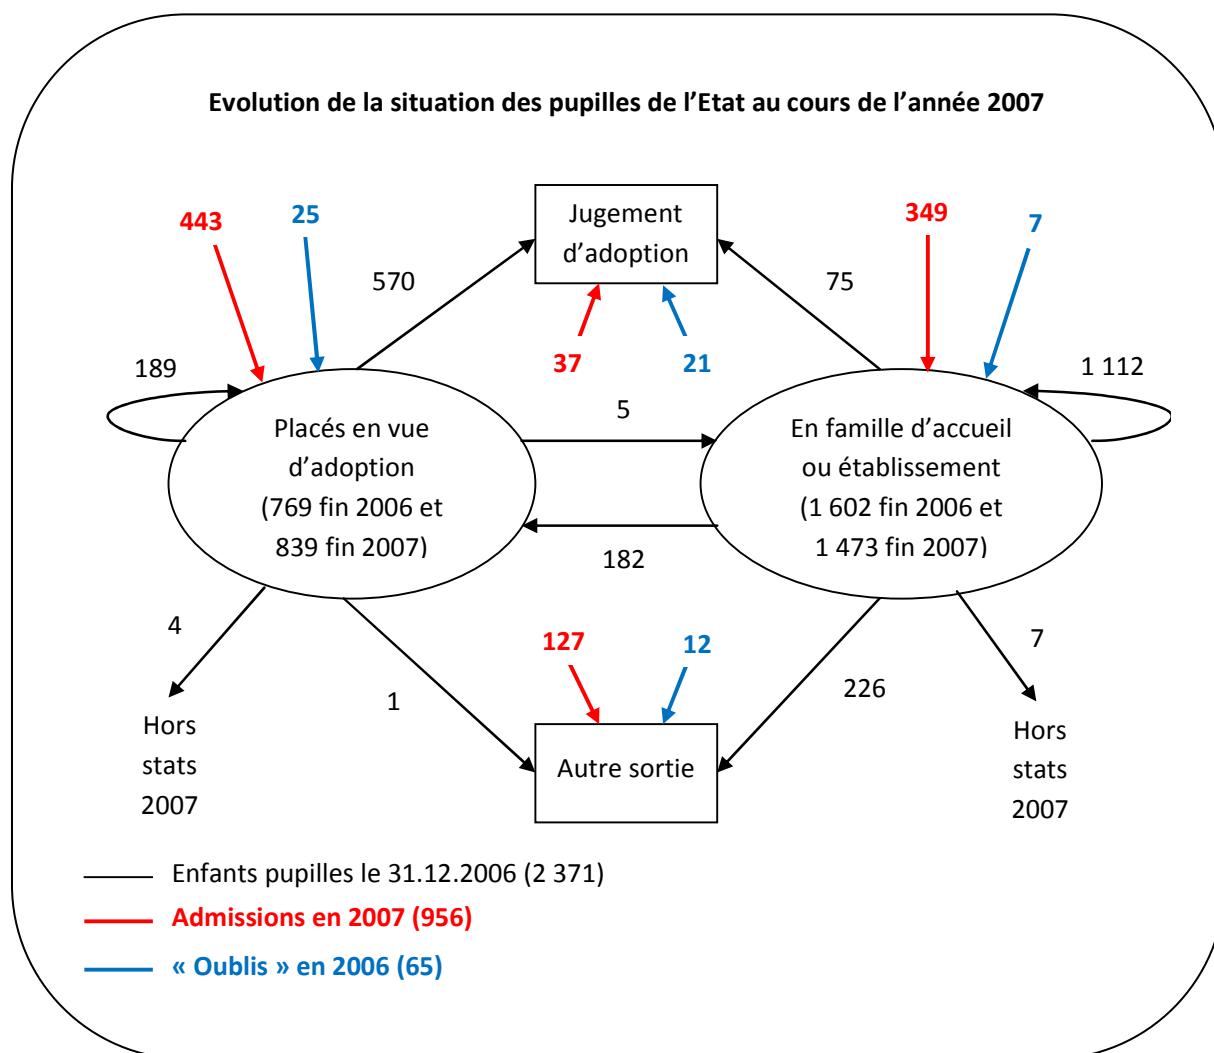 Evolution de la situation des pupilles de l’Etat au cours de l’année 2007
443
25
Jugement
d’adoption
349
7
570
75
37
21
189
1 112
5
Placés en vue
d’adoption
(769 fin 2006 et
839 fin 2007)
En famille d’accueil
ou établissement
(1 602 fin 2006 et
1 473 fin 2007)
182
4
127
12
7
1
226
Hors
stats
2007
Autre sortie
Hors
stats
2007
Enfants pupilles le 31.12.2006 (2 371)
Admissions en 2007 (956)
« Oublis » en 2006 (65)